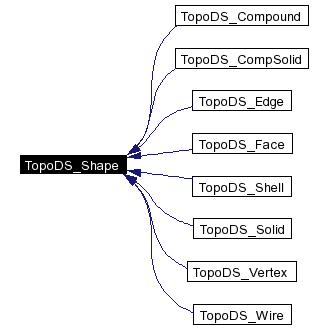 TopoDS_Compound
TopoDS_CompSolid
TopoDS_Edge
TopoDS_Face
TopoDS_Shape
TopoDS_Shell
TopoDS_Solid
TopoDS_Vertex
TopoDS_Wire